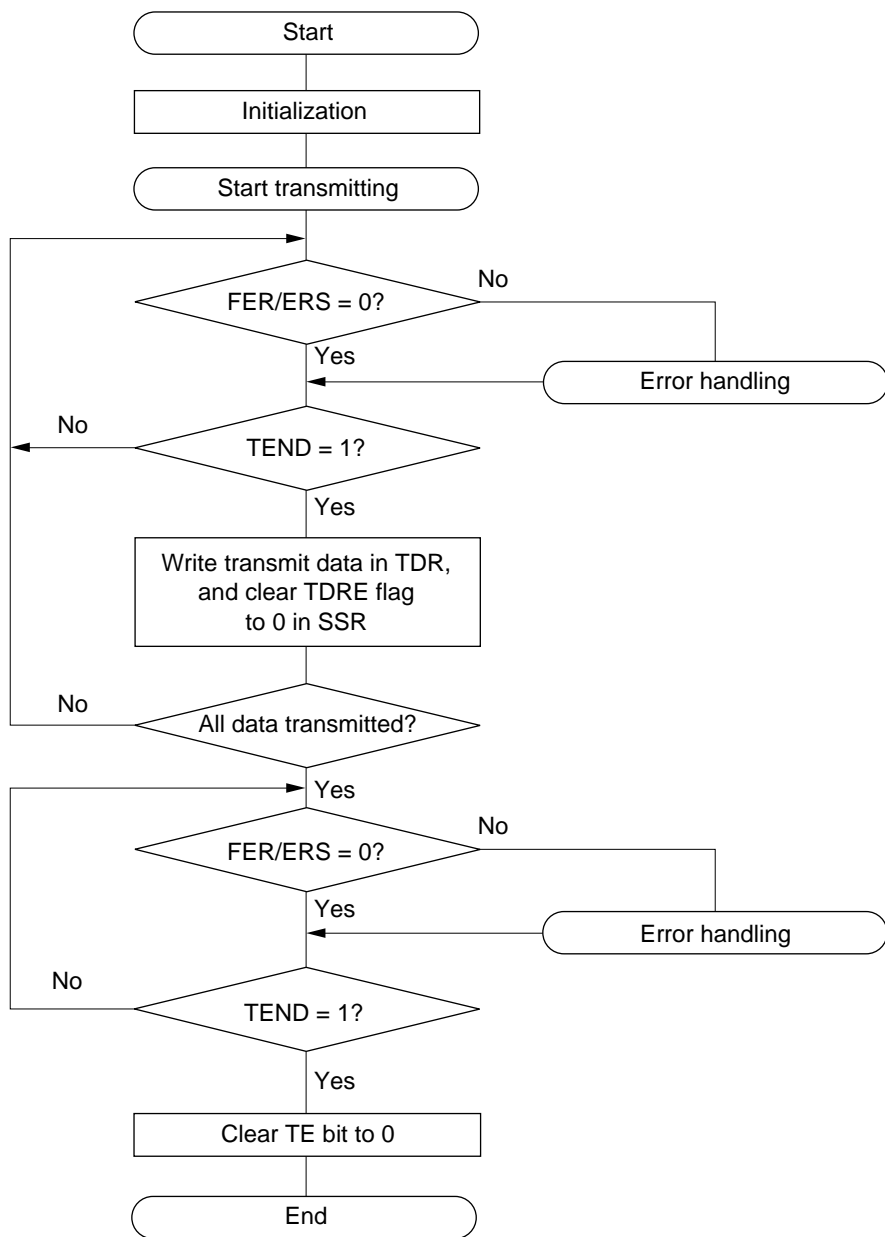 Start
Initialization
Start transmitting
No
FER/ERS = 0?
Yes
Error handling
No
TEND = 1?
Yes
Write transmit data in TDR,
and clear TDRE flag
to 0 in SSR
No
All data transmitted?
Yes
No
FER/ERS = 0?
Yes
Error handling
No
TEND = 1?
Yes
Clear TE bit to 0
End